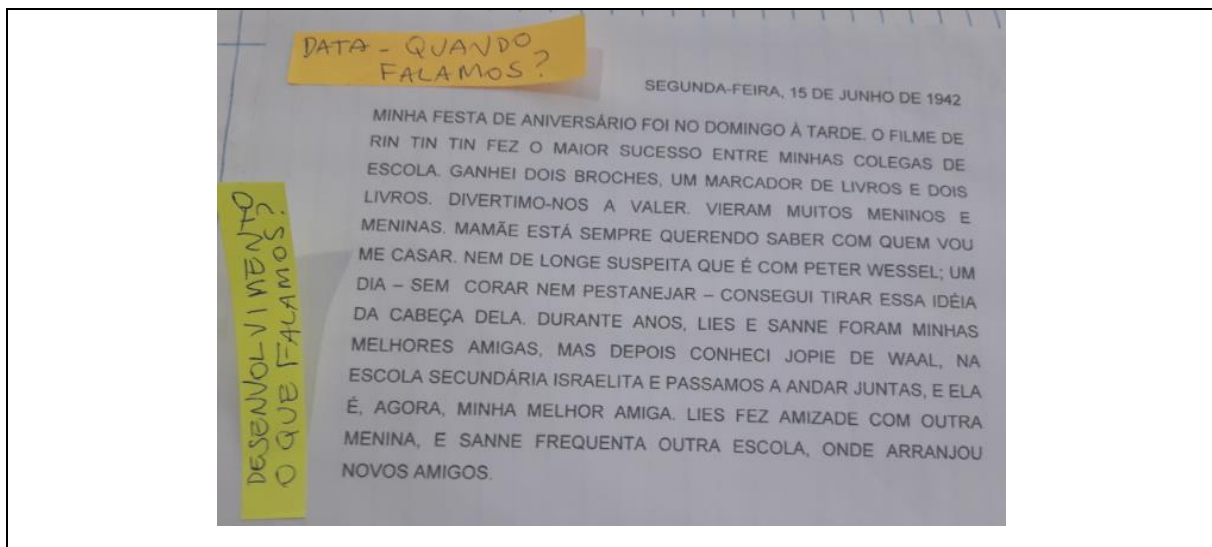 DATA - QUANDO
FALAMOS?
SEGUNDA-FEIRA, 15 DE JUNHO DE 1942
MINHA FESTA DE ANIVERSÁRIO FOI NO DOMINGO À TARDE. O FILME DE
RIN TIN TIN FEZ O MAIOR SUCESSO ENTRE MINHAS COLEGAS DE
ESCOLA. GANHEI DOIS BROCHES, UM MARCADOR DE LIVROS E DOIS
LIVROS. DIVERTIMO-NOS A VALER. VIERAM MUITOS MENINOS E
MENINAS. MAMÃE ESTÁ SEMPRE QUERENDO SABER COM QUEM VOU
ME CASAR. NEM DE LONGE SUSPEITA QUE É COM PETER WESSEL; UM
DIA – SEM CORAR NEM PESTANEJAR – CONSEGUI TIRAR ESSA IDÉIA
DA CABEÇA DELA. DURANTE ANOS, LIES E SANNE FORAM MINHAS
MELHORES AMIGAS, MAS DEPOIS CONHECI JOPIE DE WAAL, NA
ESCOLA SECUNDÁRIA ISRAELITA E PASSAMOS A ANDAR JUNTAS, E ELA
É, AGORA, MINHA MELHOR AMIGA. LIES FEZ AMIZADE COM OUTRA
MENINA, E SANNE FREQUENTA OUTRA ESCOLA, ONDE ARRANJOU
NOVOS AMIGOS.
DESENVOLVIMENTO
O QUE FALAMOS?